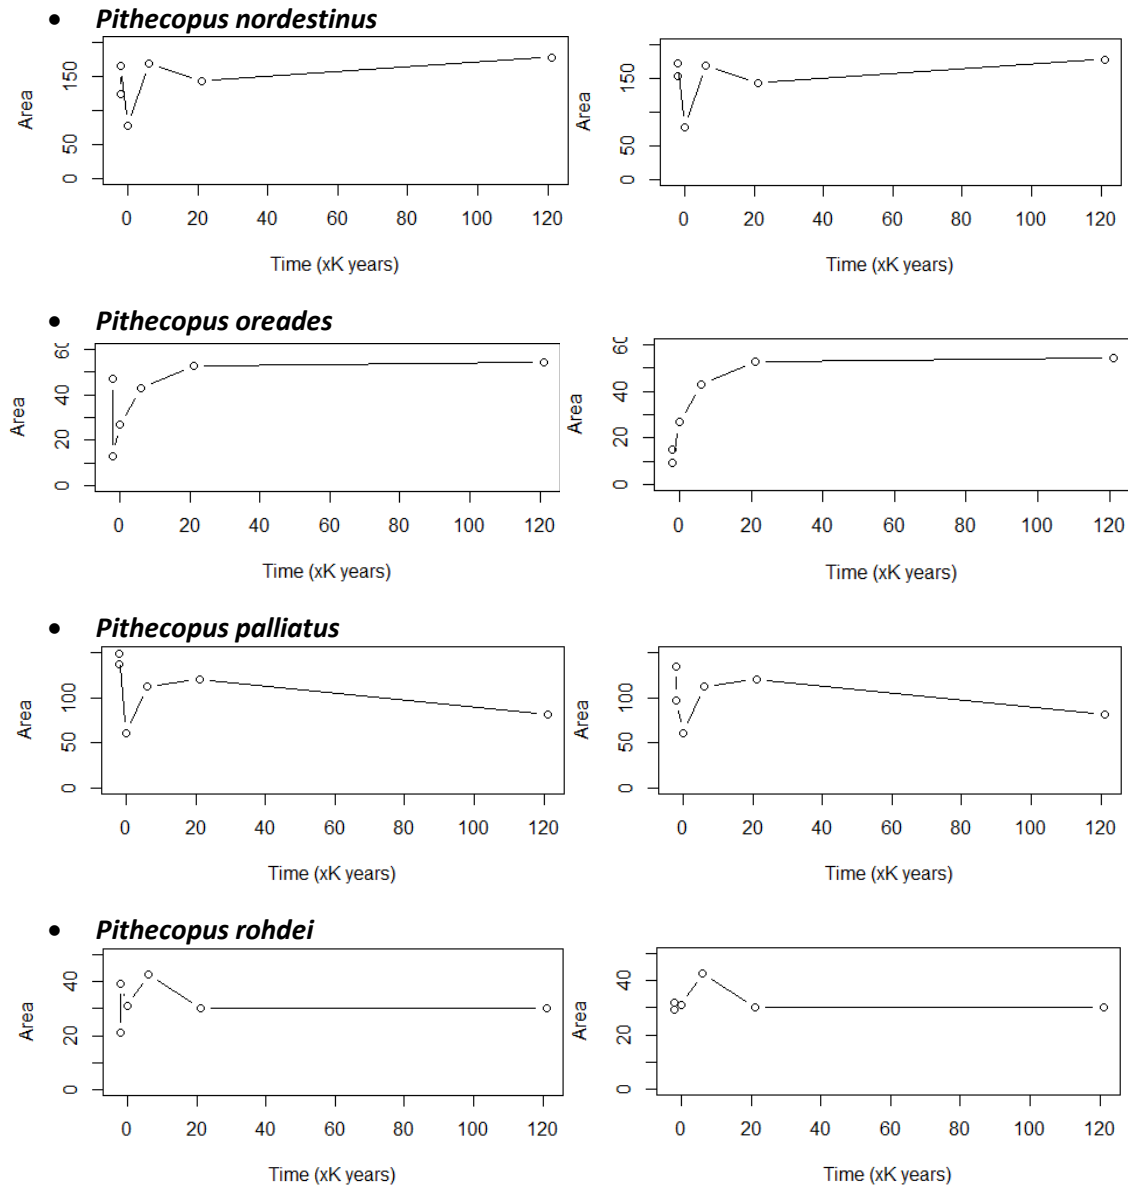 • Pithecopus nordestinus
Area
0 50 150
0 20 40 60 80 100 120
Time (xK years)
Area
0 50 150
0 20 40 60 80 100 120
Time (xK years)
• Pithecopus oreades
Area
0 20 40 60
0 20 40 60 80 100 120
Time (xK years)
Area
0 20 40 60
0 20 40 60 80 100 120
Time (xK years)
• Pithecopus palliatus
Area
0 50 100
0 20 40 60 80 100 120
Time (xK years)
Area
0 50 100
0 20 40 60 80 100 120
Time (xK years)
• Pithecopus rohdei
Area
0 20 40
0 20 40 60 80 100 120
Time (xK years)
Area
0 20 40
0 20 40 60 80 100 120
Time (xK years)